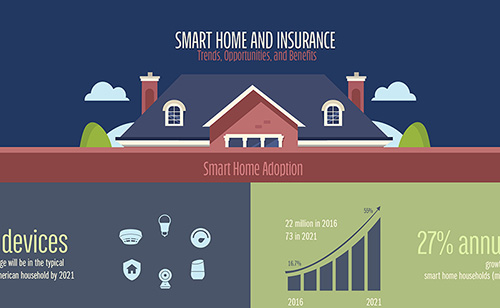 SMART HOME AND INSURANCE
Trends, Opportunities, and Benefits
Smart Home Adoption
devices
ge will be in the typical
merican household by 2021
22 million in 2016
73 in 2021
16.7%
55%
2016
2021
27% annu
growt
smart home households (m